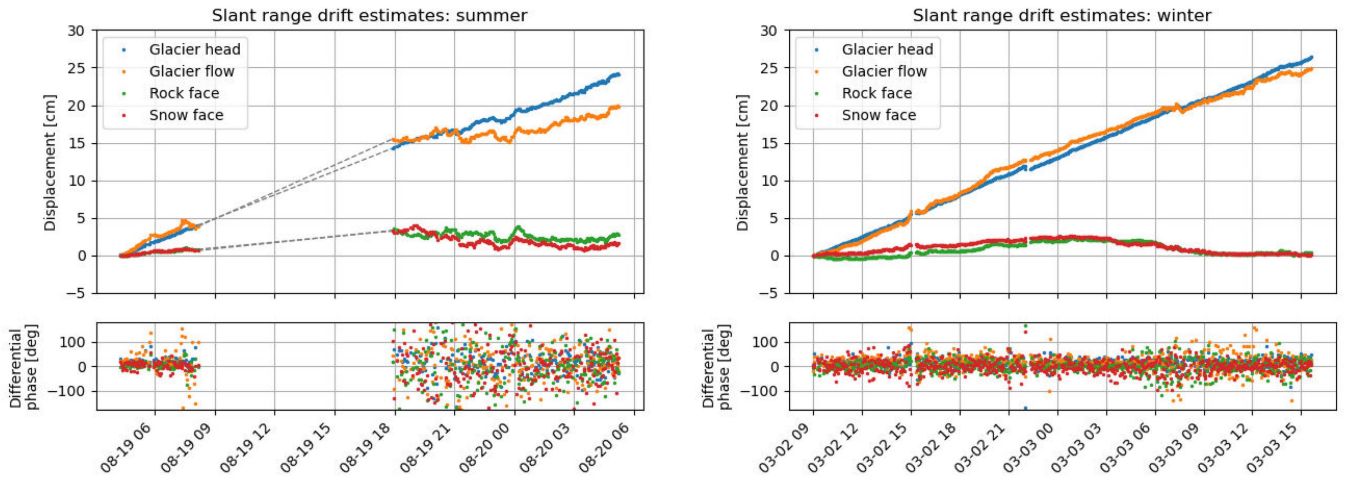 Slant range drift estimates: summer
30
25
20
15
10
5
0
−5
Displacement [cm]
Glacier head
Glacier flow
Rock face
Snow face
100
0
−100
Differential
phase [deg]
08-19 06
08-19 09
08-19 12
08-19 15
08-19 18
08-19 21
08-20 00
08-20 03
08-20 06
Slant range drift estimates: winter
30
25
20
15
10
5
0
−5
Displacement [cm]
Glacier head
Glacier flow
Rock face
Snow face
100
0
−100
Differential
phase [deg]
03-02 09
03-02 12
03-02 15
03-02 18
03-02 21
03-03 00
03-03 03
03-03 06
03-03 09
03-03 12
03-03 15